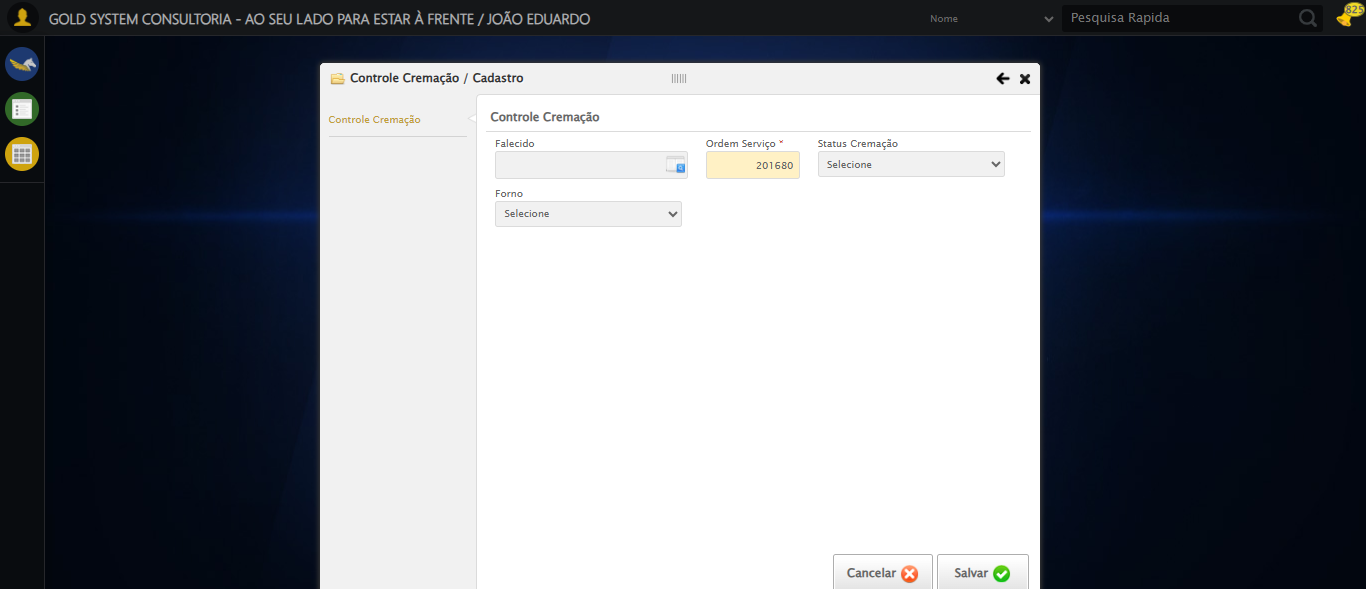 GOLD SYSTEM CONSULTORIA - AO SEU LADO PARA ESTAR À FRENTE / JOÃO EDUARDO
Nome
Pesquisa Rapida
825
Controle Cremação / Cadastro
Controle Cremação
Controle Cremação
Falecido
Ordem Serviço *
Status Cremação
201680
Selecione
Forno
Selecione
Cancelar
Salvar